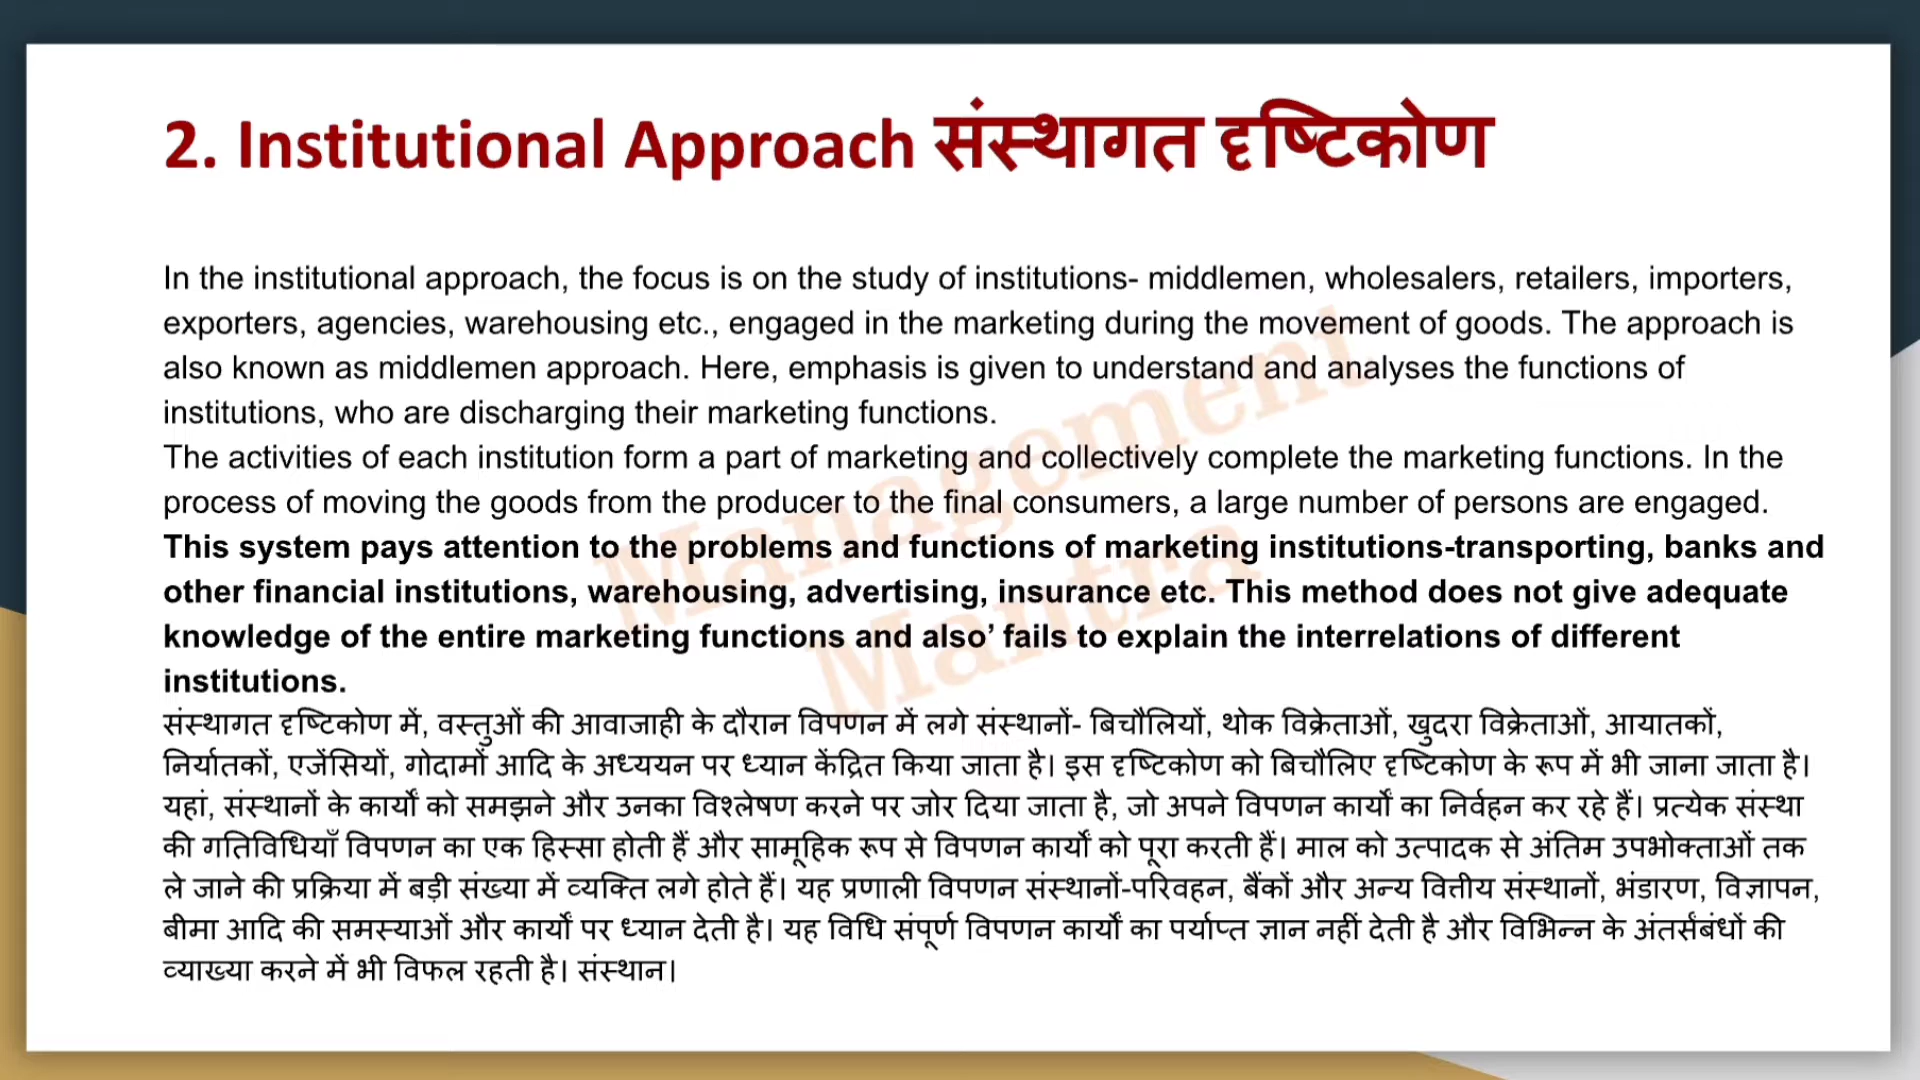 2. Institutional Approach संस्थागत दृष्टिकोण
In the institutional approach, the focus is on the study of institutions- middlemen, wholesalers, retailers, importers,
exporters, agencies, warehousing etc., engaged in the marketing during the movement of goods. The approach is
also known as middlemen approach. Here, emphasis is given to understand and analyses the functions of
institutions, who are discharging their marketing functions.
The activities of each institution form a part of marketing and collectively complete the marketing functions. In the
process of moving the goods from the producer to the final consumers, a large number of persons are engaged.
This system pays attention to the problems and functions of marketing institutions-transporting, banks and
other financial institutions, warehousing, advertising, insurance etc. This method does not give adequate
knowledge of the entire marketing functions and also’ fails to explain the interrelations of different
institutions.
संस्थागत दृष्टिकोण में, वस्तुओं की आवाजाही के दौरान विपणन में लगे संस्थानों- बिचौलियों, थोक विक्रेताओं, खुदरा विक्रेताओं, आयातकों,
निर्यातकों, एजेंसियों, गोदामों आदि के अध्ययन पर ध्यान केंद्रित किया जाता है। इस दृष्टिकोण को बिचौलिए दृष्टिकोण के रूप में भी जाना जाता है।
यहां, संस्थानों के कार्यों को समझने और उनका विश्लेषण करने पर जोर दिया जाता है, जो अपने विपणन कार्यों का निर्वहन कर रहे हैं। प्रत्येक संस्था
की गतिविधियाँ विपणन का एक हिस्सा होती हैं और सामूहिक रूप से विपणन कार्यों को पूरा करती हैं। माल को उत्पादक से अंतिम उपभोक्ताओं तक
ले जाने की प्रक्रिया में बड़ी संख्या में व्यक्ति लगे होते हैं। यह प्रणाली विपणन संस्थानों-परिवहन, बैंकों और अन्य वित्तीय संस्थानों, भंडारण, विज्ञापन,
बीमा आदि की समस्याओं और कार्यों पर ध्यान देती है। यह विधि संपूर्ण विपणन कार्यों का पर्याप्त ज्ञान नहीं देती है और विभिन्न के अंतर्संबंधों की
व्याख्या करने में भी विफल रहती है। संस्थान।
Management
Mantra